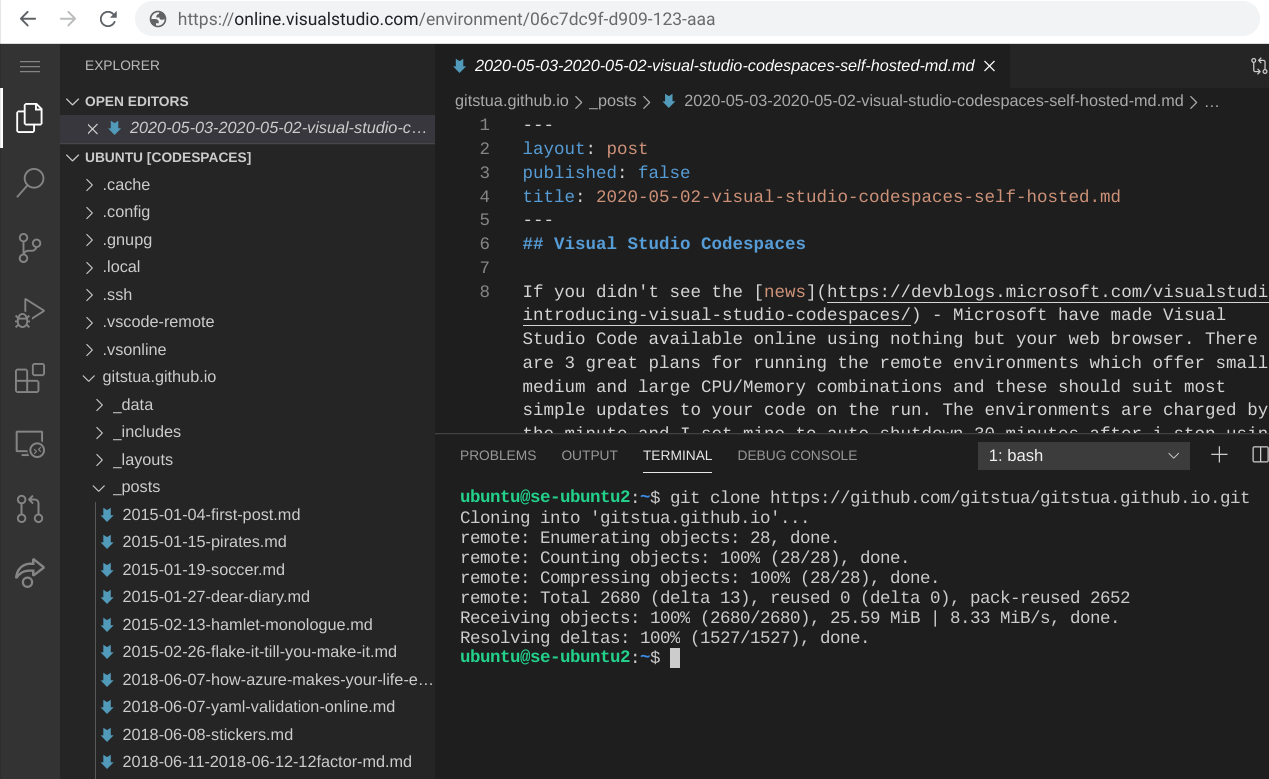 https://online.visualstudio.com/environment/06c7dc9f-d909-123-aaa
EXPLORER
OPEN EDITORS
2020-05-03-2020-05-02-visual-studio-c...
UBUNTU [CODESPACES]
.cache
.config
.gnupg
.local
.ssh
.vscode-remote
.vsonline
gitstua.github.io
_data
_includes
_layouts
_posts
2015-01-04-first-post.md
2015-01-15-pirates.md
2015-01-19-soccer.md
2015-01-27-dear-diary.md
2015-02-13-hamlet-monologue.md
2015-02-26-flake-it-till-you-make-it.md
2018-06-07-how-azure-makes-your-life-e...
2018-06-07-yaml-validation-online.md
2018-06-08-stickers.md
2018-06-11-2018-06-12-12factor-md.md
2020-05-03-2020-05-02-visual-studio-codespaces-self-hosted-md.md
gitstua.github.io > _posts > 2020-05-03-2020-05-02-visual-studio-codespaces-self-hosted-md.md > ...
1 ---
2 layout: post
3 published: false
4 title: 2020-05-02-visual-studio-codespaces-self-hosted.md
5 ---
6 ## Visual Studio Codespaces
7
8 If you didn't see the [news](https://devblogs.microsoft.com/visualstudi
introducing-visual-studio-codespaces/) - Microsoft have made Visual
Studio Code available online using nothing but your web browser. There
are 3 great plans for running the remote environments which offer small
medium and large CPU/Memory combinations and these should suit most
simple updates to your code on the run. The environments are charged by
the minute and I set mine to auto shutdown 30 minutes after i stop usin
PROBLEMS OUTPUT TERMINAL DEBUG CONSOLE 1: bash
ubuntu@se-ubuntu2:~$ git clone https://github.com/gitstua/gitstua.github.io.git
Cloning into 'gitstua.github.io'...
remote: Enumerating objects: 28, done.
remote: Counting objects: 100% (28/28), done.
remote: Compressing objects: 100% (28/28), done.
remote: Total 2680 (delta 13), reused 0 (delta 0), pack-reused 2652
Receiving objects: 100% (2680/2680), 25.59 MiB | 8.33 MiB/s, done.
Resolving deltas: 100% (1527/1527), done.
ubuntu@se-ubuntu2:~$